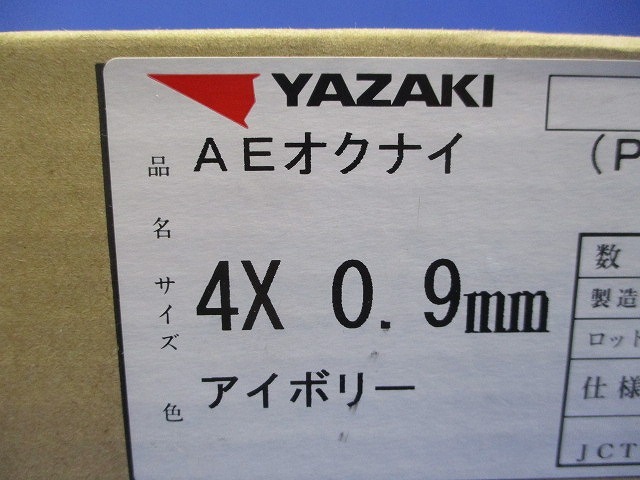 YAZAKI
品名 AEオクナイ (P
サイズ 4X 0.9mm
色 アイボリー
数
製造
ロット
仕様
JCT